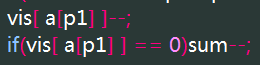 vis[ a[p1] ]--;
if(vis[ a[p1] ] == 0)sum--;